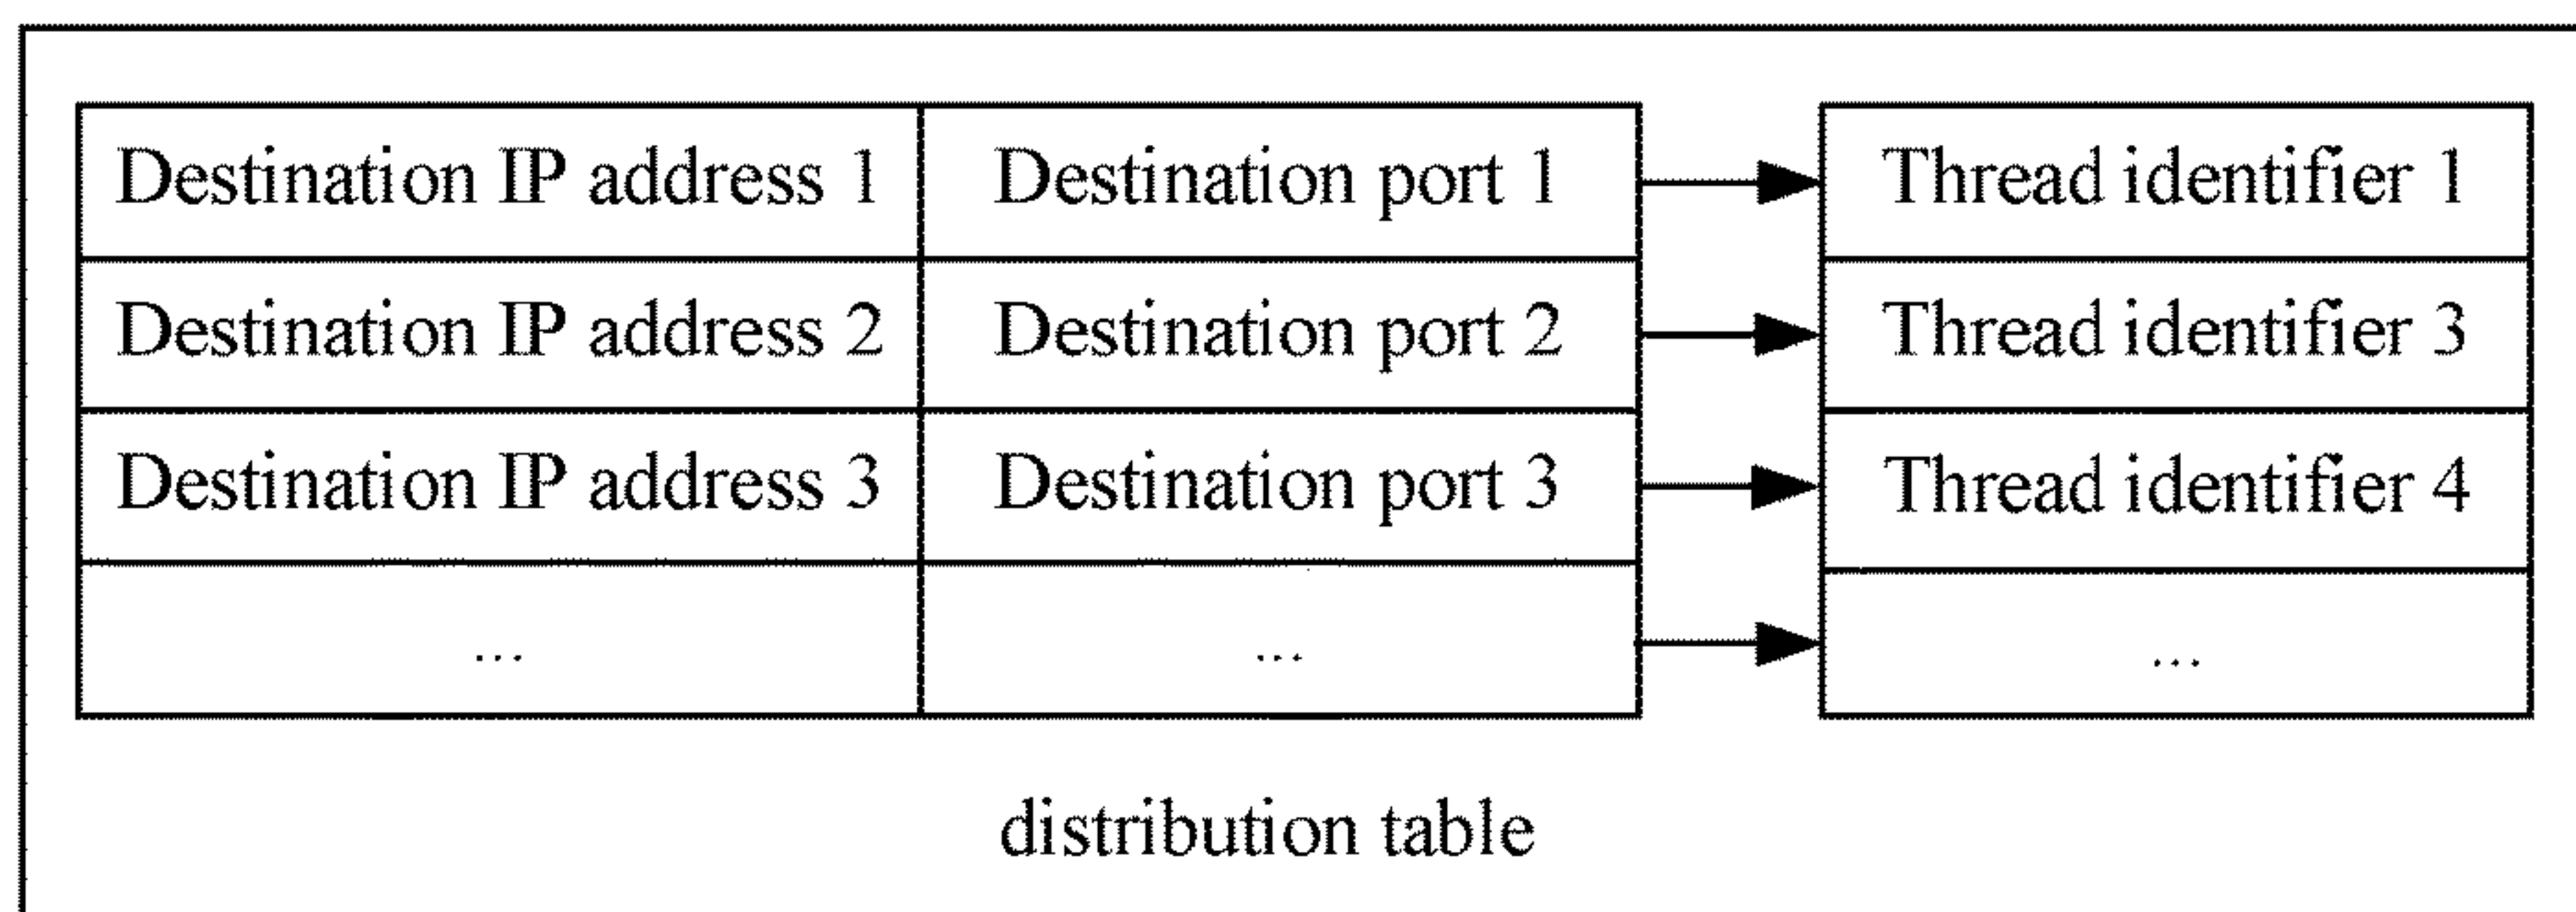 Destination IP address 1 Destination port 1 Thread identifier 1
Destination IP address 2 Destination port 2 Thread identifier 3
Destination IP address 3 Destination port 3 Thread identifier 4
... ... ...
distribution table